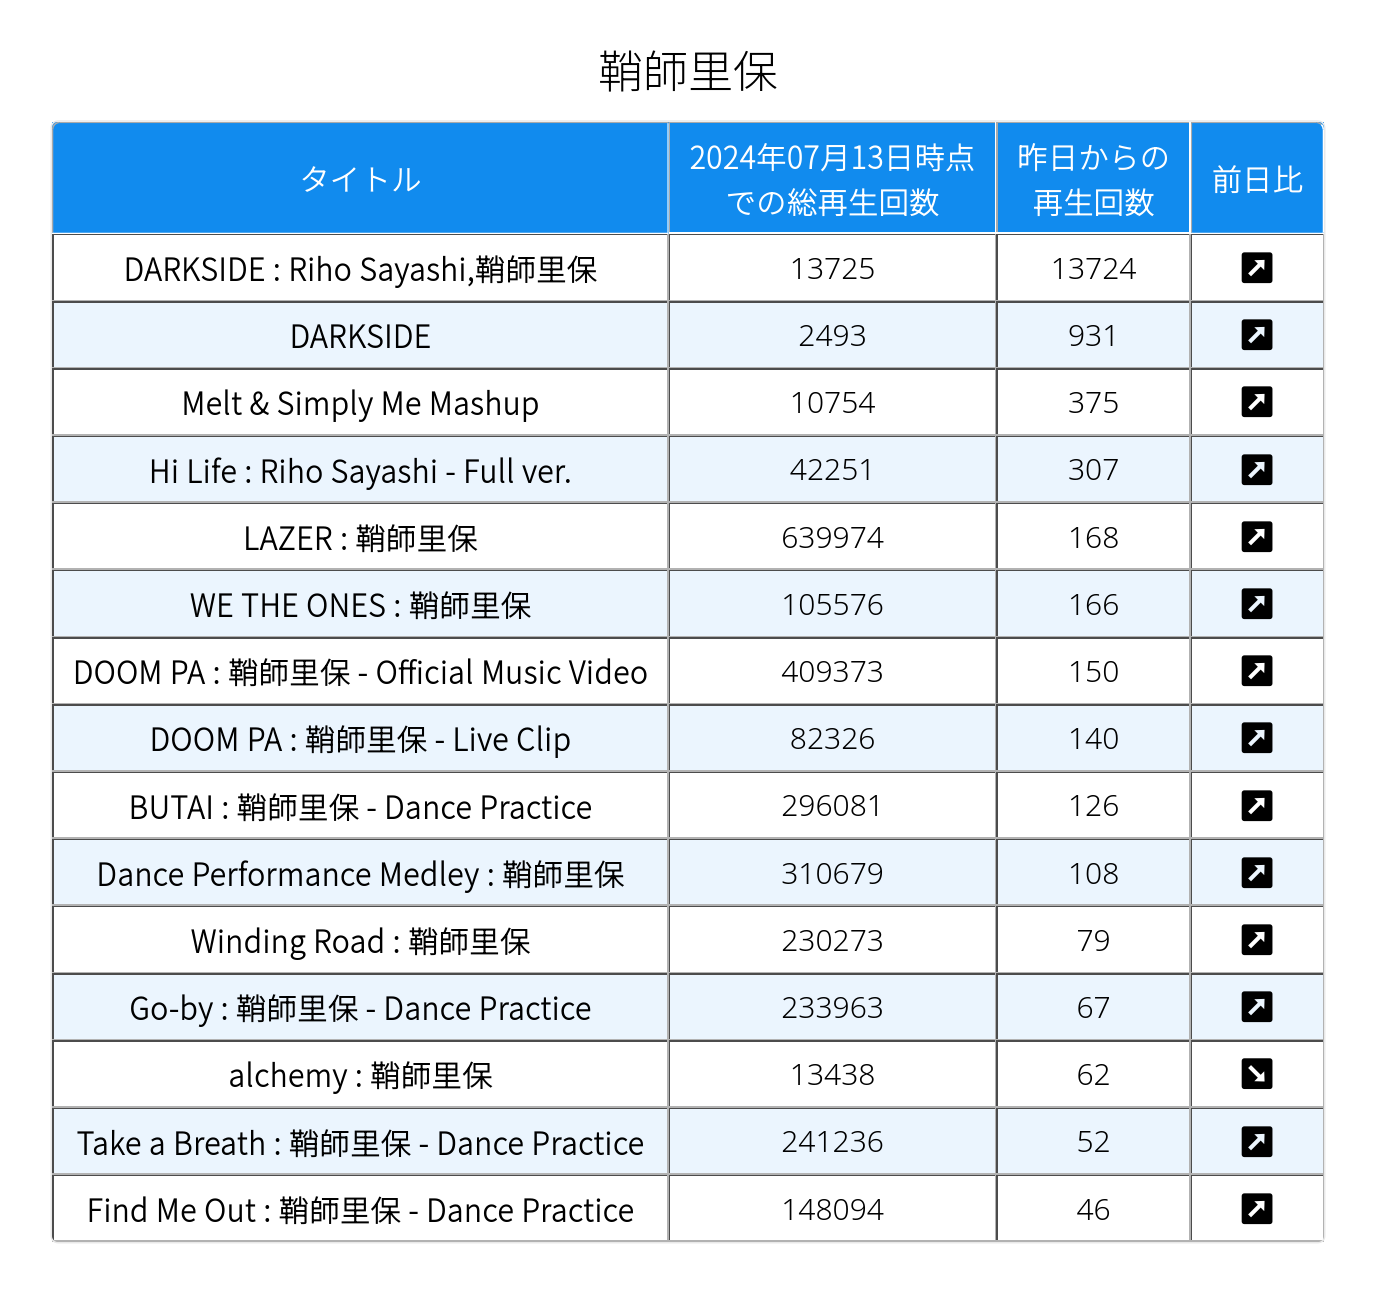 鞘師里保
タイトル
2024年07月13日時点
での総再生回数
昨日からの
再生回数
前日比
DARKSIDE : Riho Sayashi,鞘師里保 13725 13724
DARKSIDE 2493 931
Melt & Simply Me Mashup 10754 375
Hi Life : Riho Sayashi - Full ver. 42251 307
LAZER : 鞘師里保 639974 168
WE THE ONES : 鞘師里保 105576 166
DOOM PA : 鞘師里保 - Official Music Video 409373 150
DOOM PA : 鞘師里保 - Live Clip 82326 140
BUTAI : 鞘師里保 - Dance Practice 296081 126
Dance Performance Medley : 鞘師里保 310679 108
Winding Road : 鞘師里保 230273 79
Go-by : 鞘師里保 - Dance Practice 233963 67
alchemy : 鞘師里保 13438 62
Take a Breath : 鞘師里保 - Dance Practice 241236 52
Find Me Out : 鞘師里保 - Dance Practice 148094 46